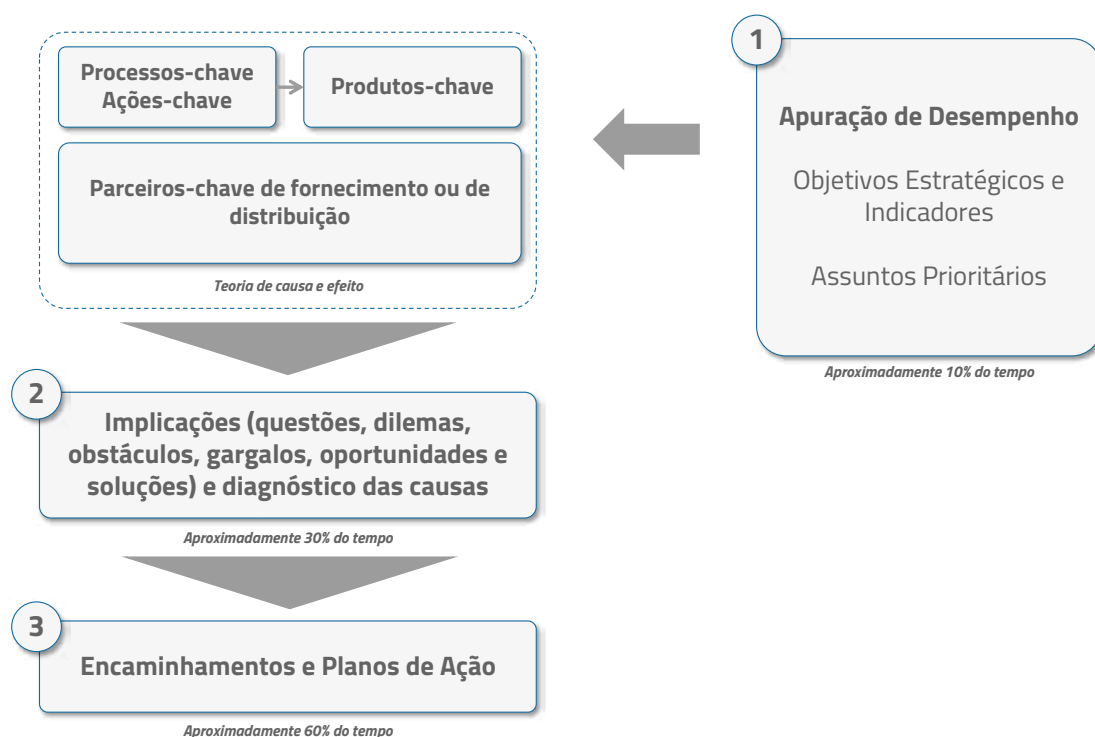 1
Apuração de Desempenho
Objetivos Estratégicos e
Indicadores
Assuntos Prioritários
Aproximadamente 10% do tempo
Processos-chave
Ações-chave
Produtos-chave
Parceiros-chave de fornecimento ou de
distribuição
Teoria de causa e efeito
2
Implicações (questões, dilemas,
obstáculos, gargalos, oportunidades e
soluções) e diagnóstico das causas
Aproximadamente 30% do tempo
3
Encaminhamentos e Planos de Ação
Aproximadamente 60% do tempo